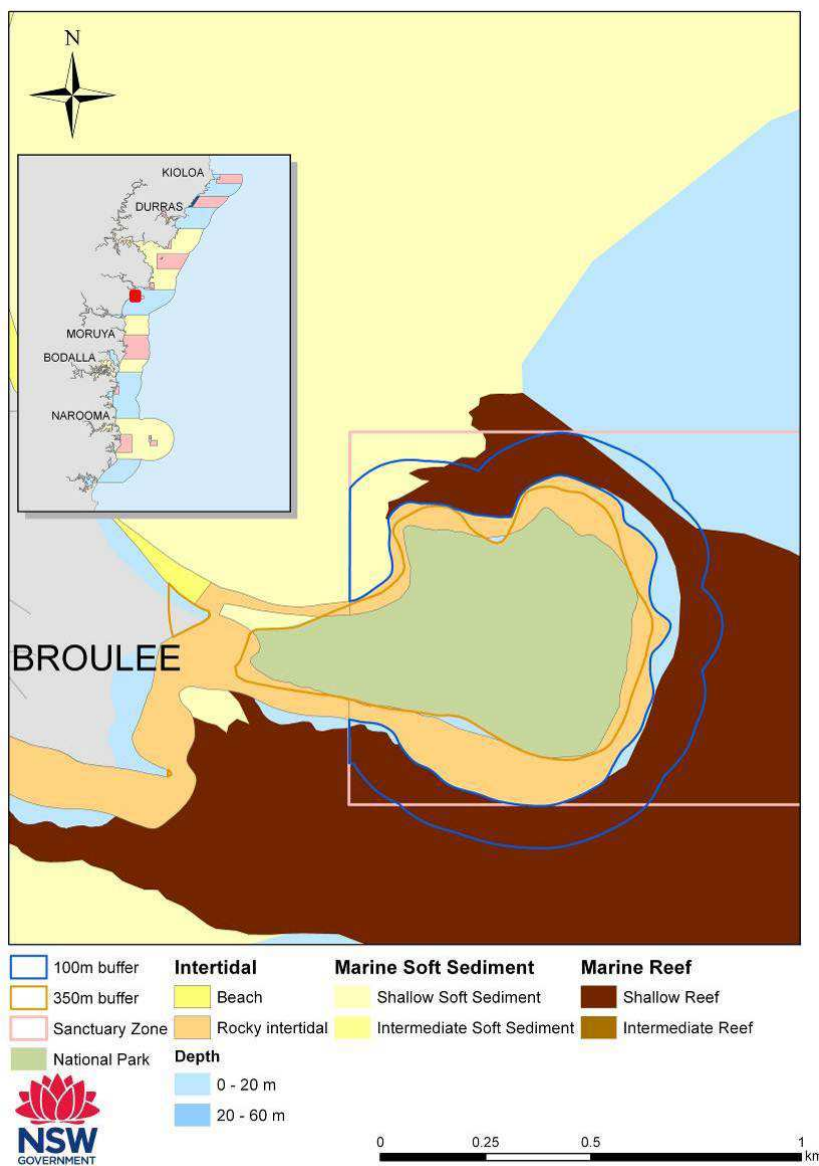 N
KIOLOA
DURRAS
MORUYA
BODALLA
NAROOMA
BROULEE
100m buffer
350m buffer
Sanctuary Zone
National Park
Intertidal
Beach
Rocky intertidal
Depth
0 - 20 m
20 - 60 m
Marine Soft Sediment
Shallow Soft Sediment
Intermediate Soft Sediment
Marine Reef
Shallow Reef
Intermediate Reef
NSW
GOVERNMENT
0 0.25 0.5 1
km